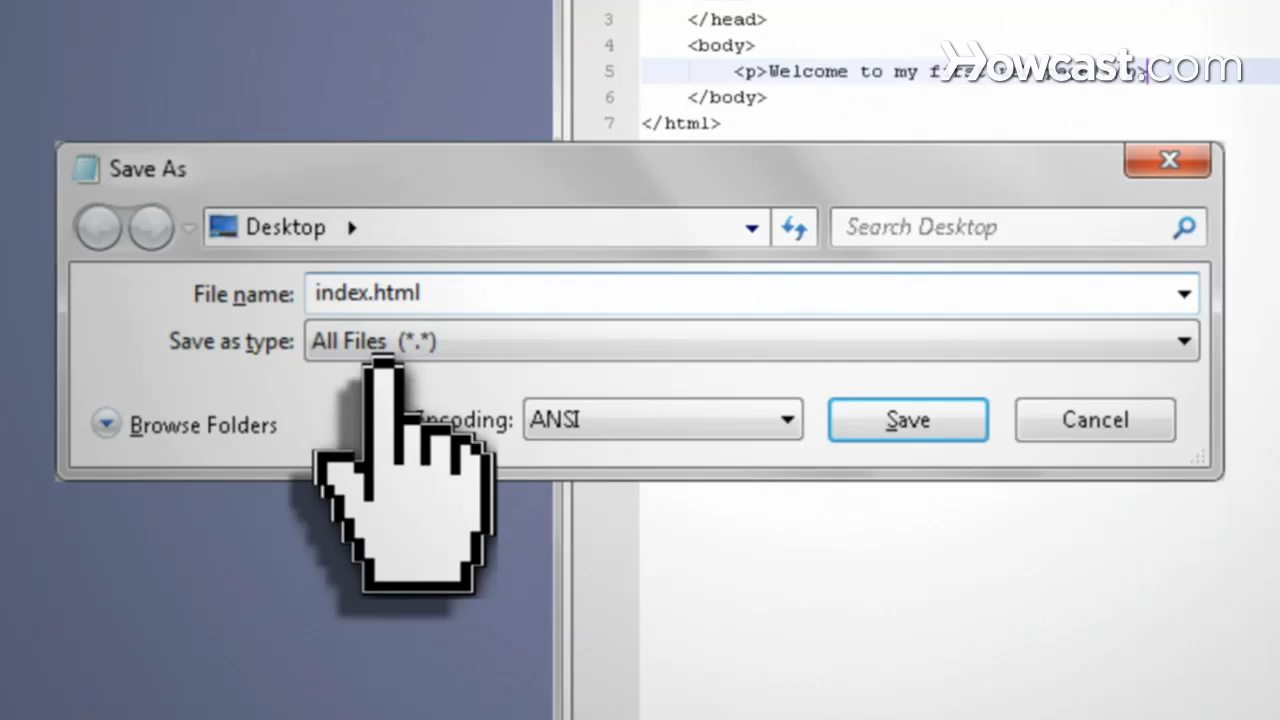 3 </head>
4 <body>
5 <p>Welcome to my
6 </body>
7 </html>
Howcast.com
Save As
Desktop
Search Desktop
File name: index.html
Save as type: All Files (*.*)
Browse Folders
Encoding: ANSI
Save
Cancel